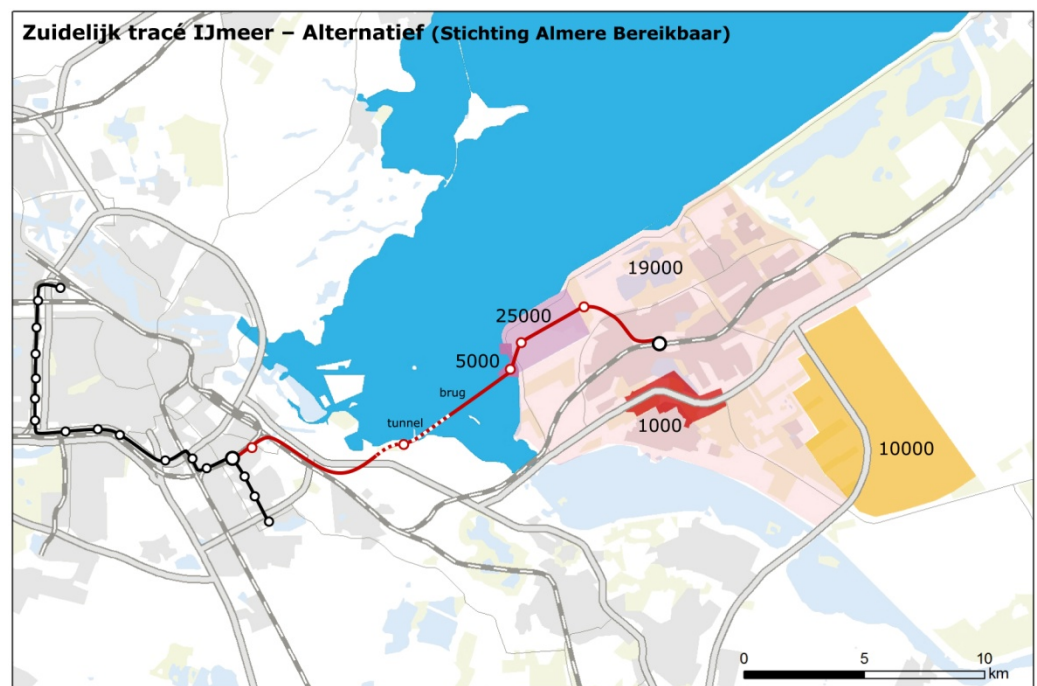 Zuidelijk tracé IJmeer – Alternatief (Stichting Almere Bereikbaar)
19000
25000
5000
brug
tunnel
1000
10000
0 5 10
km